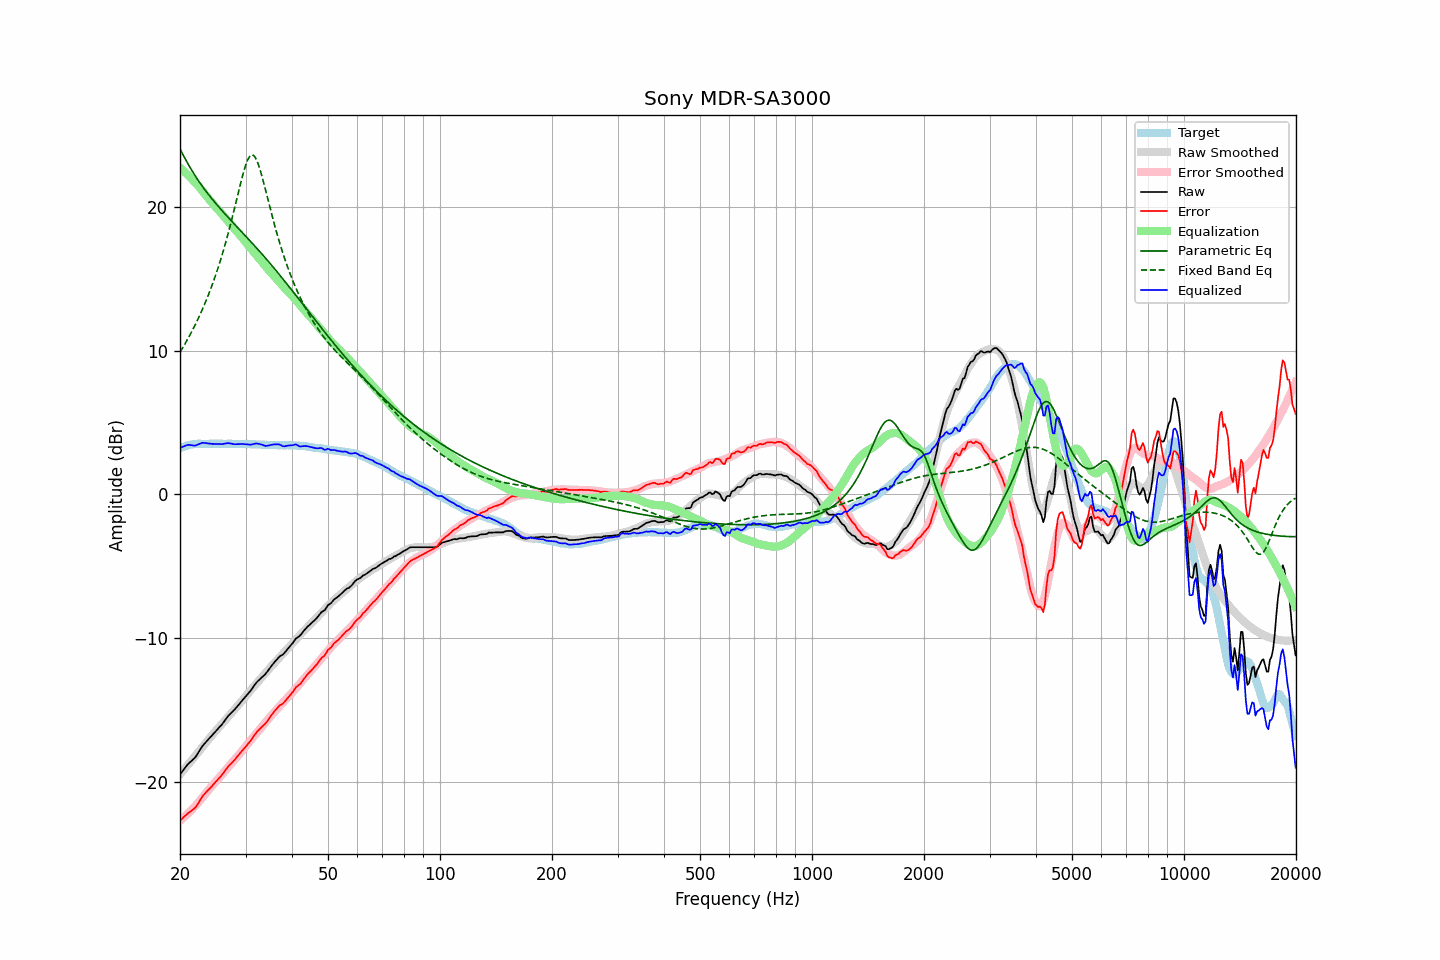 Sony MDR-SA3000
Target
Raw Smoothed
Error Smoothed
Raw
Error
Equalization
Parametric Eq
Fixed Band Eq
Equalized
20
10
0
−10
−20
Amplitude (dBr)
20 50 100 200 500 1000 2000 5000 10000 20000
Frequency (Hz)